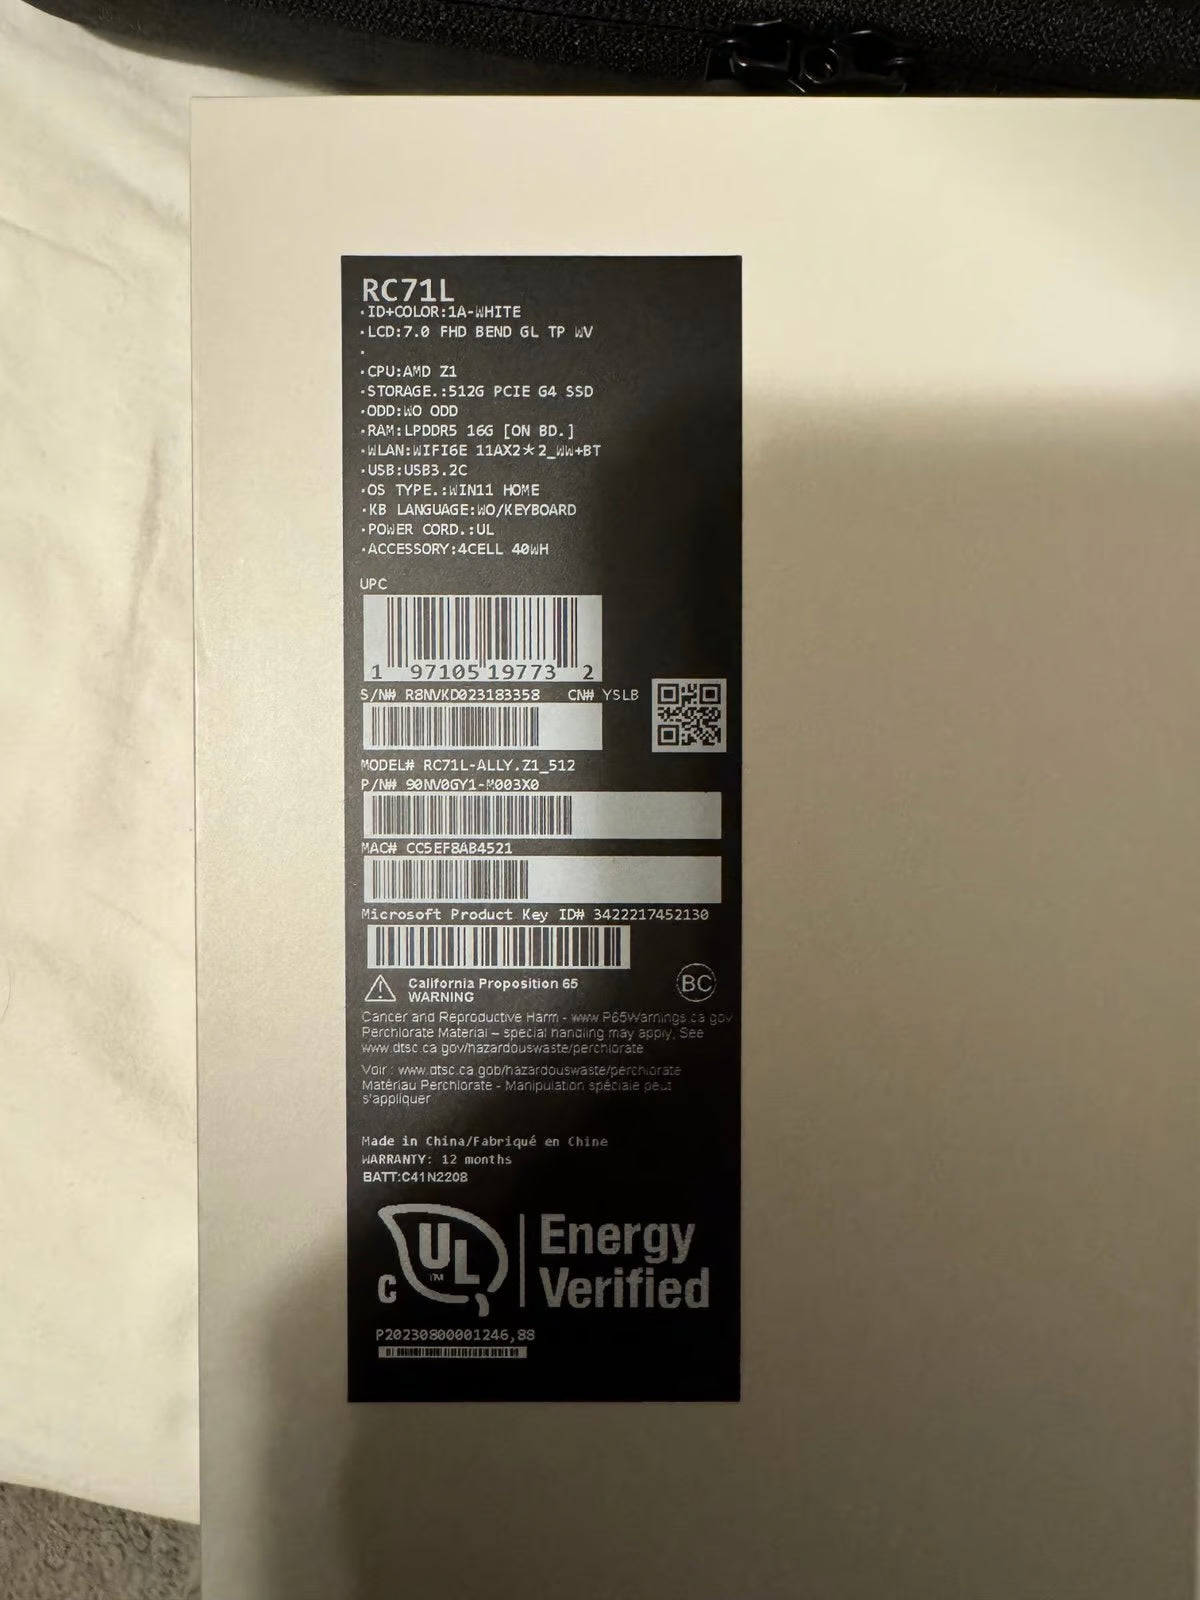 RC71L
·ID+COLOR:1A-WHITE
·LCD:7.0 FHD BEND GL TP WV
·
·CPU:AMD Z1
·STORAGE.:512G PCIE G4 SSD
·ODD:WO ODD
·RAM:LPDDR5 16G [ON BD.]
·WLAN:WIFI6E 11AX2*2_WW+BT
·USB:USB3.2C
·OS TYPE.:WIN11 HOME
·KB LANGUAGE:WO/KEYBOARD
·POWER CORD.:UL
·ACCESSORY:4CELL 40WH
UPC
1 97105 19773 2
S/N# R8NVKD023183358 CN# YSLB
MODEL# RC71L-ALLY.Z1_512
P/N# 90NV0GY1-M003X0
MAC# CC5EF8AB4521
Microsoft Product Key ID# 3422217452130
California Proposition 65
WARNING
BC
Cancer and Reproductive Harm - www.P65Warnings.ca.gov
Perchlorate Material – special handling may apply, See
www.dtsc.ca.gov/hazardouswaste/perchlorate
Voir : www.dtsc.ca.gob/hazardouswaste/perchlorate
Matériau Perchlorate - Manipulation spéciale peut
s'appliquer
Made in China/Fabriqué en Chine
WARRANTY: 12 months
BATT:C41N2208
C UL ™
Energy
Verified
P20230800001246,88